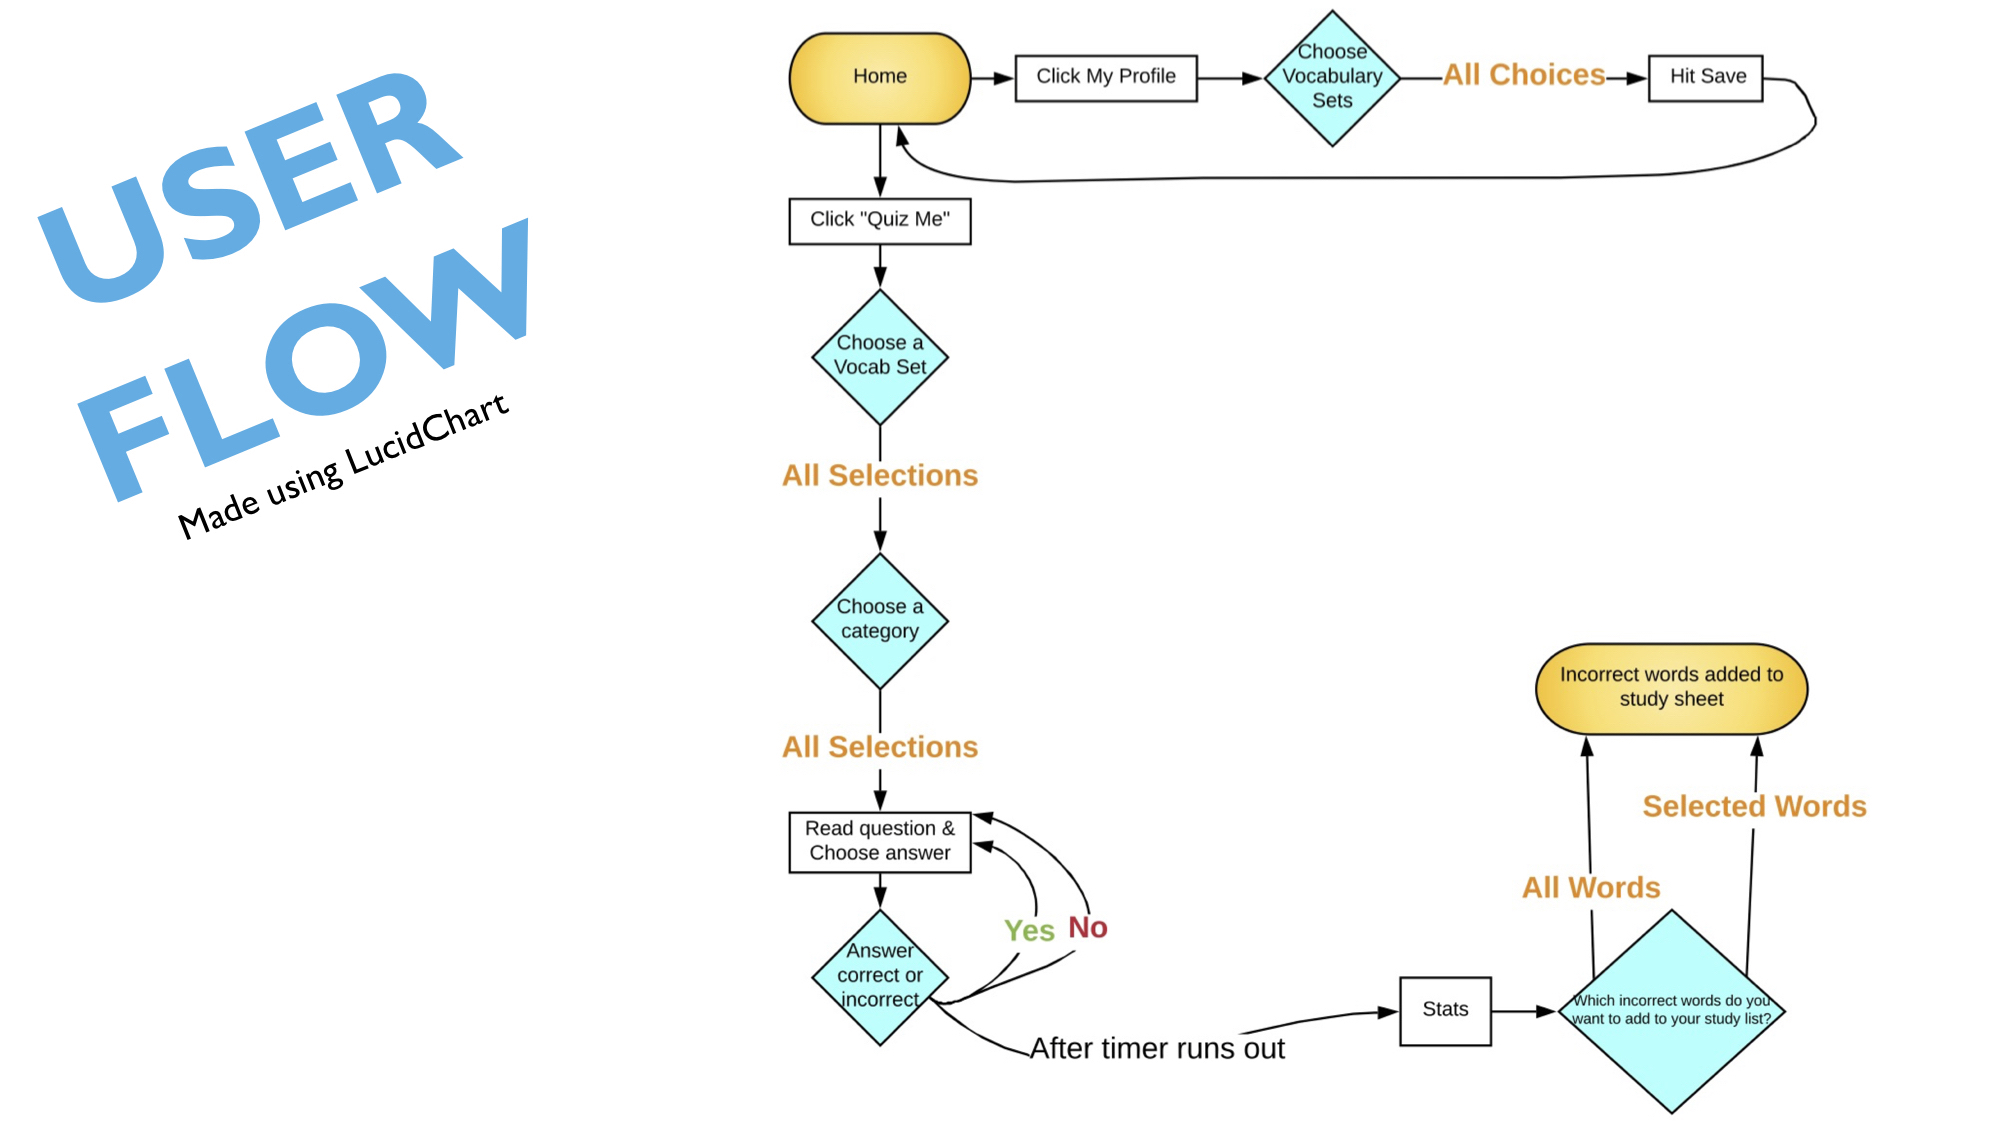 USER
FLOW
Made using LucidChart
Home
Click My Profile
Choose
Vocabulary
Sets
All Choices
Hit Save
Click "Quiz Me"
Choose a
Vocab Set
All Selections
Choose a
category
All Selections
Read question &
Choose answer
Answer
correct or
incorrect
Yes
No
After timer runs out
Stats
Which incorrect words do you
want to add to your study list?
All Words
Selected Words
Incorrect words added to
study sheet